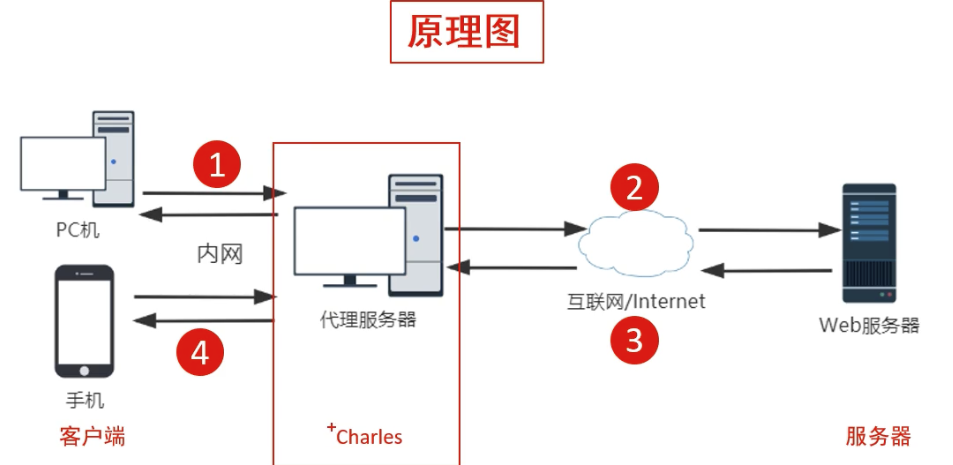 原理图
1
2
PC机
内网
代理服务器
互联网/Internet
Web服务器
3
4
手机
客户端
+Charles
服务器